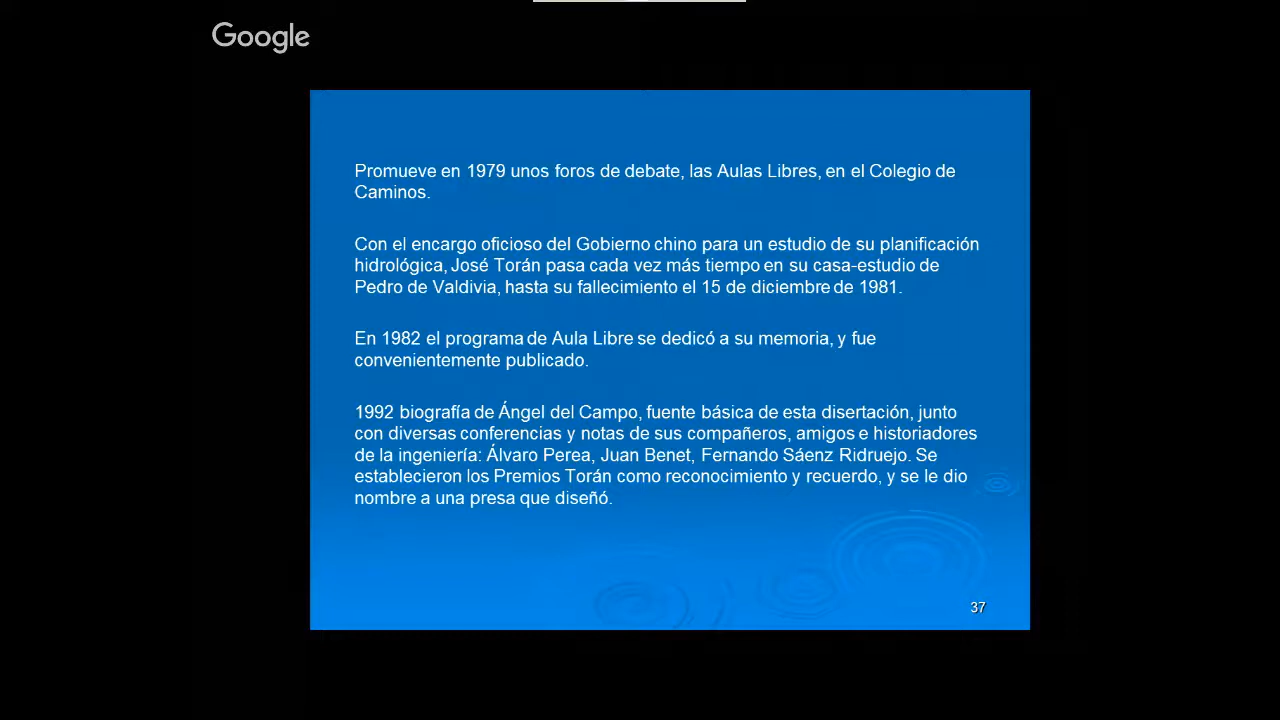 Google
Promueve en 1979 unos foros de debate, las Aulas Libres, en el Colegio de
Caminos.
Con el encargo oficioso del Gobierno chino para un estudio de su planificación
hidrológica, José Torán pasa cada vez más tiempo en su casa-estudio de
Pedro de Valdivia, hasta su fallecimiento el 15 de diciembre de 1981.
En 1982 el programa de Aula Libre se dedicó a su memoria, y fue
convenientemente publicado.
1992 biografía de Ángel del Campo, fuente básica de esta disertación, junto
con diversas conferencias y notas de sus compañeros, amigos e historiadores
de la ingeniería: Álvaro Perea, Juan Benet, Fernando Sáenz Ridruejo. Se
establecieron los Premios Torán como reconocimiento y recuerdo, y se le dio
nombre a una presa que diseñó.
37